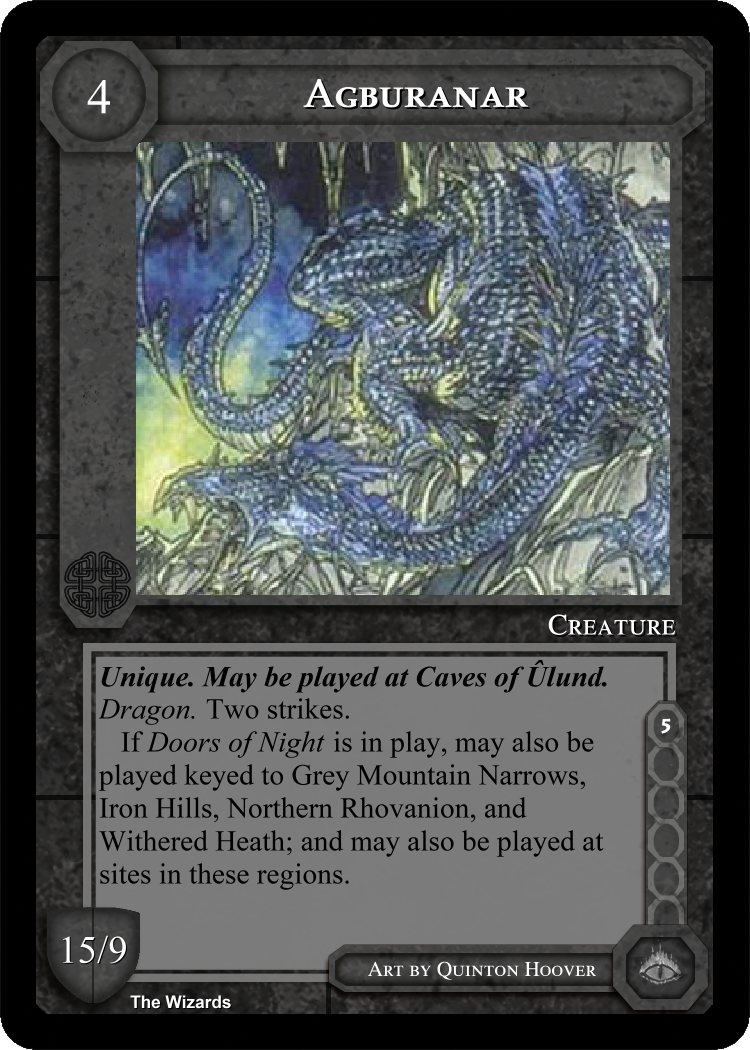 4
AGBURANAR
CREATURE
Unique. May be played at Caves of Ûlund.
Dragon. Two strikes.
If Doors of Night is in play, may also be
played keyed to Grey Mountain Narrows,
Iron Hills, Northern Rhovanion, and
Withered Heath; and may also be played at
sites in these regions.
5
15/9
ART BY QUINTON HOOVER
The Wizards